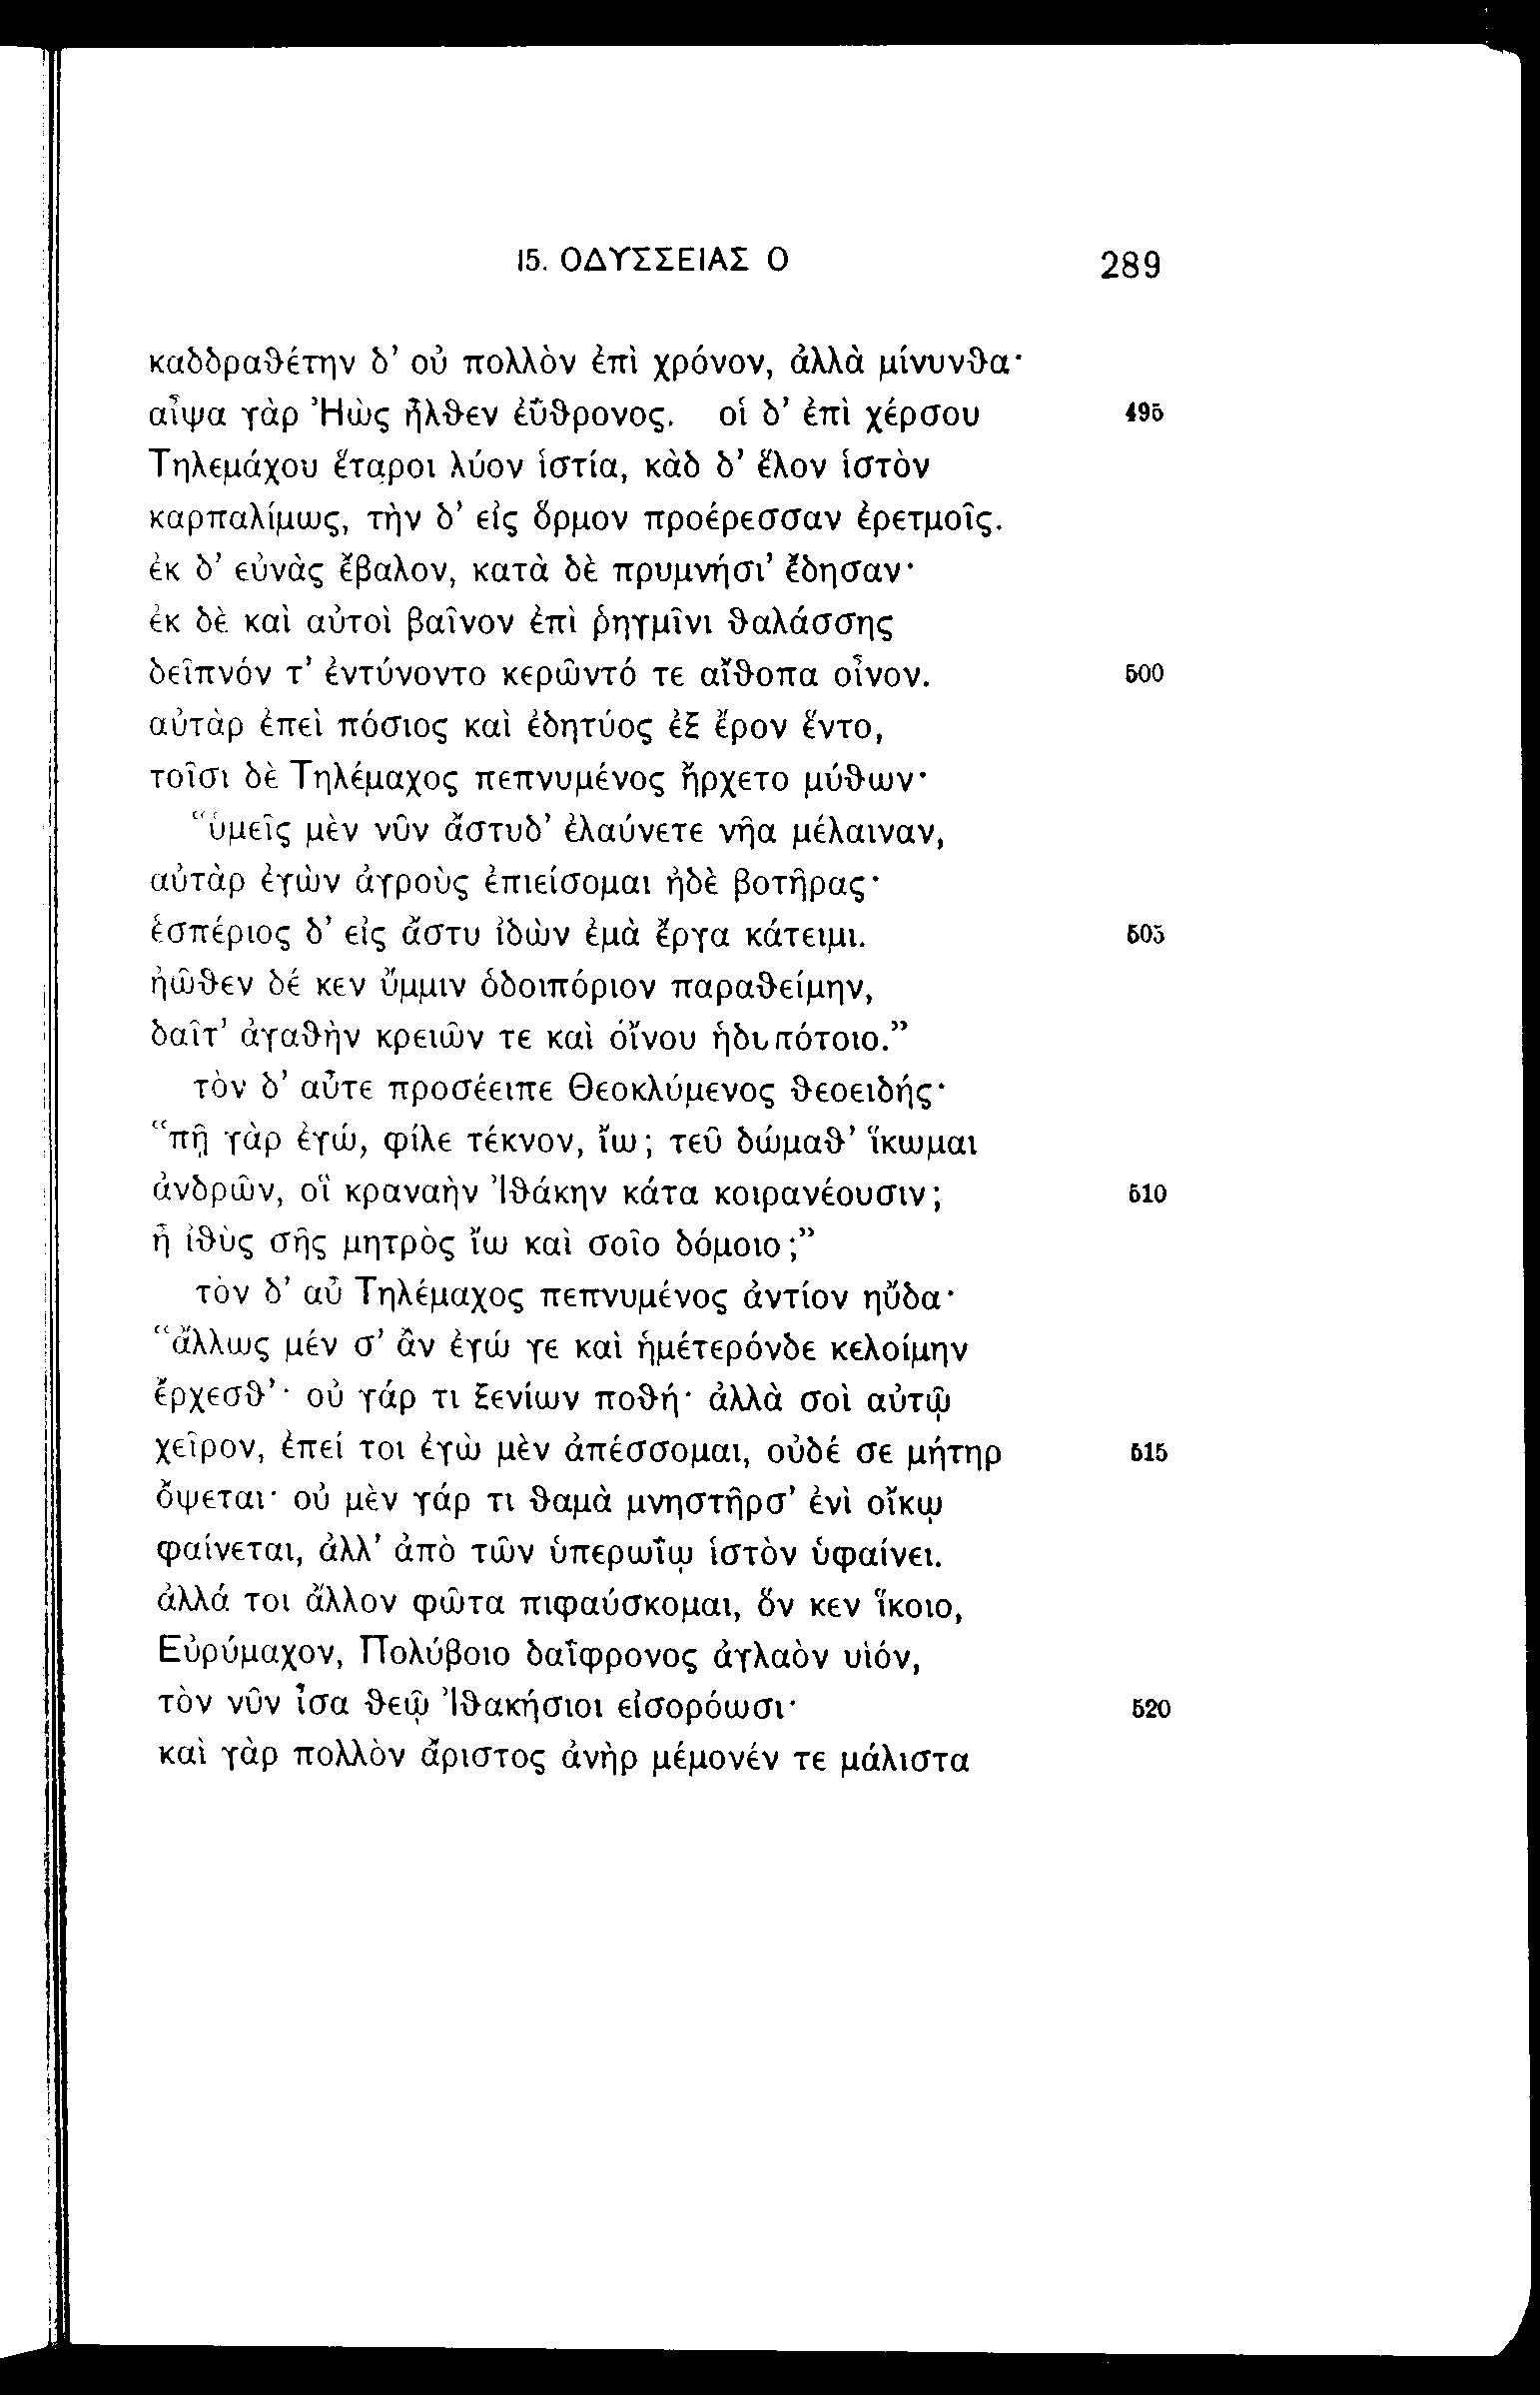 15. ΟΔΥΣΣΕΙΑΣ Ο 289
καδδραθέτην δ’ οὐ πολλὸν ἐπὶ χρόνον, ἀλλὰ μίνυνθα·
αἶψα γὰρ Ἠὼς ἦλθεν ἐύθρονος. οἱ δ’ ἐπὶ χέρσου 495
Τηλεμάχου ἕταροι λύον ἱστία, κὰδ δ’ ἕλον ἱστὸν
καρπαλίμως, τὴν δ’ εἰς ὅρμον προέρεσσαν ἐρετμοῖς.
ἐκ δ’ εὐνὰς ἔβαλον, κατὰ δὲ πρυμνήσι’ ἔδησαν·
ἐκ δὲ καὶ αὐτοὶ βαῖνον ἐπὶ ῥηγμῖνι θαλάσσης
δεῖπνόν τ’ ἐντύνοντο κερῶντό τε αἴθοπα οἶνον. 500
αὐτὰρ ἐπεὶ πόσιος καὶ ἐδητύος ἐξ ἔρον ἕντο,
τοῖσι δὲ Τηλέμαχος πεπνυμένος ἤρχετο μύθων·
“ὑμεῖς μὲν νῦν ἄστυδ’ ἐλαύνετε νῆα μέλαιναν,
αὐτὰρ ἐγὼν ἀγροὺς ἐπιείσομαι ἠδὲ βοτῆρας·
ἑσπέριος δ’ εἰς ἄστυ ἰδὼν ἐμὰ ἔργα κάτειμι. 505
ἠῶθεν δέ κεν ὔμμιν ὁδοιπόριον παραθείμην,
δαῖτ’ ἀγαθὴν κρειῶν τε καὶ οἴνου ἡδυπότοιο.”
τὸν δ’ αὖτε προσέειπε Θεοκλύμενος θεοειδής·
“πῇ γὰρ ἐγώ, φίλε τέκνον, ἴω; τεῦ δώμαθ’ ἵκωμαι
ἀνδρῶν, οἳ κραναὴν Ἰθάκην κάτα κοιρανέουσιν; 510
ἦ ἰθὺς σῆς μητρὸς ἴω καὶ σοῖο δόμοιο;”
τὸν δ’ αὖ Τηλέμαχος πεπνυμένος ἀντίον ηὔδα·
“ἄλλως μέν σ’ ἂν ἐγώ γε καὶ ἡμέτερόνδε κελοίμην
ἔρχεσθ’· οὐ γάρ τι ξενίων ποθή· ἀλλὰ σοὶ αὐτῷ
χεῖρον, ἐπεί τοι ἐγὼ μὲν ἀπέσσομαι, οὐδέ σε μήτηρ 515
ὄψεται· οὐ μὲν γάρ τι θαμὰ μνηστῆρσ’ ἐνὶ οἴκῳ
φαίνεται, ἀλλ’ ἀπὸ τῶν ὑπερωΐῳ ἱστὸν ὑφαίνει.
ἀλλά τοι ἄλλον φῶτα πιφαύσκομαι, ὅν κεν ἵκοιο,
Εὐρύμαχον, Πολύβοιο δαΐφρονος ἀγλαὸν υἱόν,
τὸν νῦν ἶσα θεῷ Ἰθακήσιοι εἰσορόωσι· 520
καὶ γὰρ πολλὸν ἄριστος ἀνὴρ μέμονέν τε μάλιστα